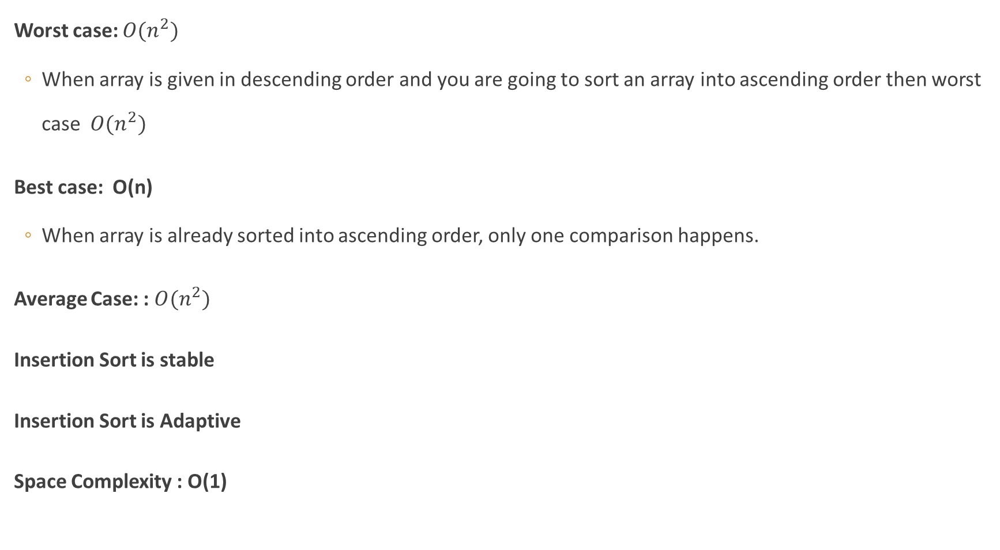 Worst case: O(n²)
◦ When array is given in descending order and you are going to sort an array into ascending order then worst
case O(n²)
Best case: O(n)
◦ When array is already sorted into ascending order, only one comparison happens.
Average Case: : O(n²)
Insertion Sort is stable
Insertion Sort is Adaptive
Space Complexity : O(1)